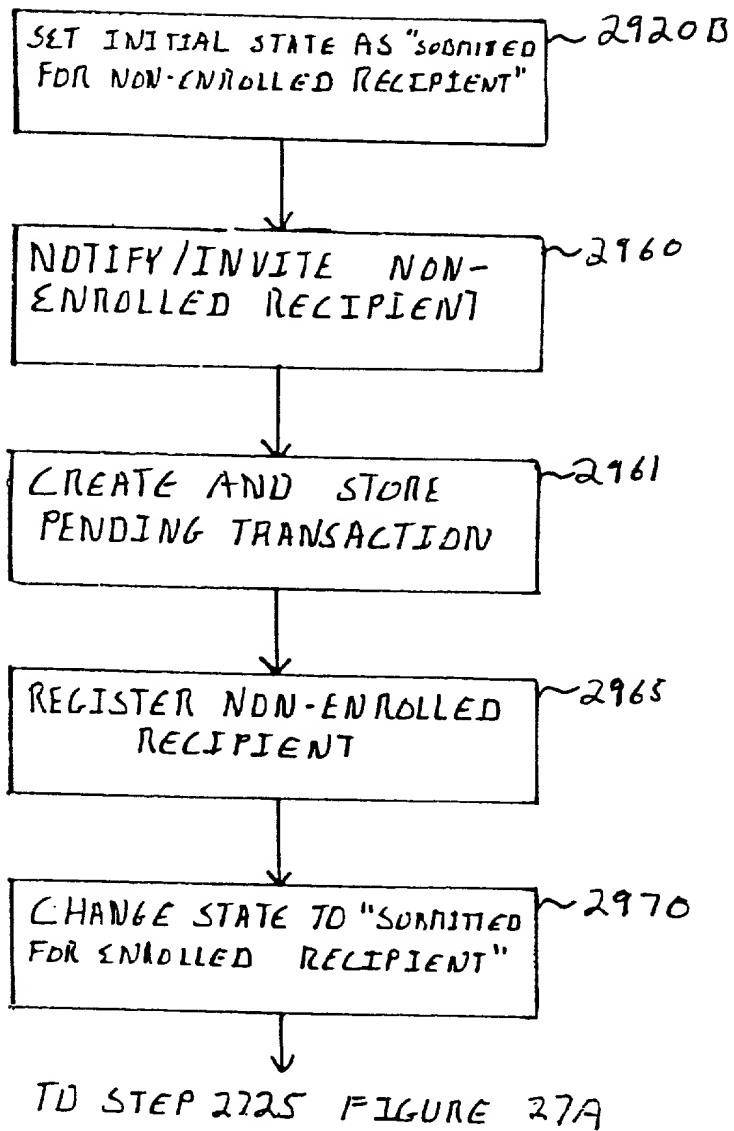 SET INITIAL STATE AS "SUBMITED
FOR NON-ENROLLED RECIPIENT"
2920B
NOTIFY/INVITE NON-
ENROLLED RECIPIENT
2960
CREATE AND STORE
PENDING TRANSACTION
2961
REGISTER NON-ENROLLED
RECIPIENT
2965
CHANGE STATE TO "SUBMITTED
FOR ENROLLED RECIPIENT"
2970
TO STEP 2725 FIGURE 27A